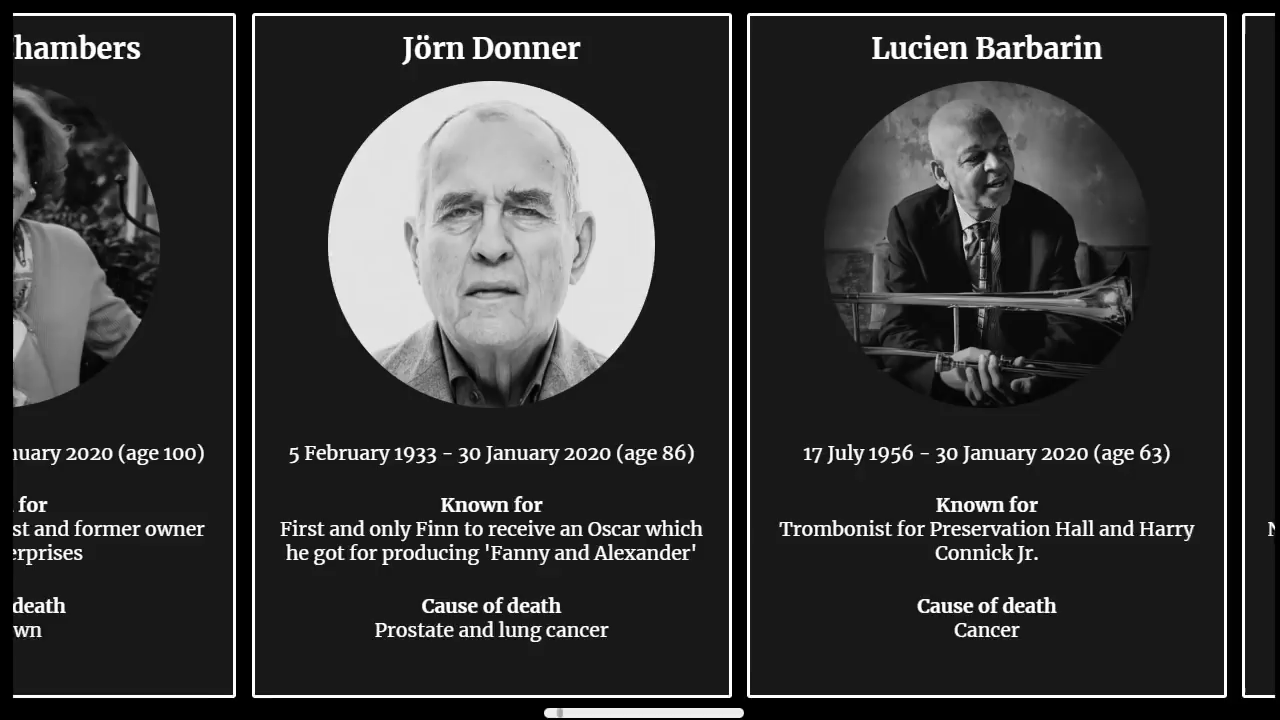 hambers
nuary 2020 (age 100)
for
st and former owner
erprises
death
wn
Jörn Donner
5 February 1933 - 30 January 2020 (age 86)
Known for
First and only Finn to receive an Oscar which
he got for producing 'Fanny and Alexander'
Cause of death
Prostate and lung cancer
Lucien Barbarin
17 July 1956 - 30 January 2020 (age 63)
Known for
Trombonist for Preservation Hall and Harry
Connick Jr.
Cause of death
Cancer